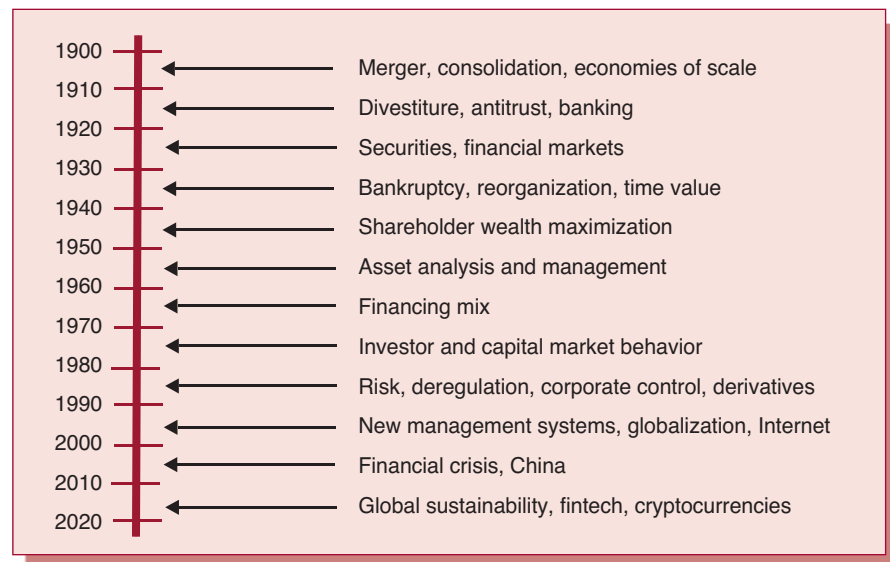 1900
Merger, consolidation, economies of scale
1910
Divestiture, antitrust, banking
1920
Securities, financial markets
1930
Bankruptcy, reorganization, time value
1940
Shareholder wealth maximization
1950
Asset analysis and management
1960
Financing mix
1970
Investor and capital market behavior
1980
Risk, deregulation, corporate control, derivatives
1990
New management systems, globalization, Internet
2000
Financial crisis, China
2010
Global sustainability, fintech, cryptocurrencies
2020